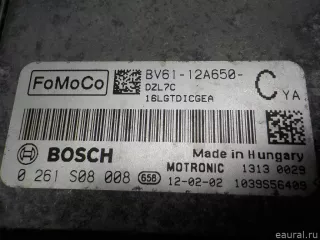 FoMoCo
BV61-12A650- C YA
DZL7C
16LGTDICGEA
BOSCH
Made in Hungary
MOTRONIC 1313 0029
0 261 S08 008 658 12-02-02 1039S56409
eaural.ru